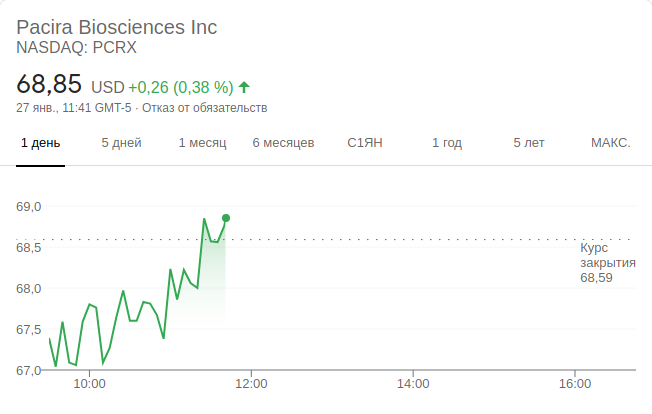 Pacira Biosciences Inc
NASDAQ: PCRX
68,85 USD +0,26 (0,38 %)
27 янв., 11:41 GMT-5 · Отказ от обязательств
1 день 5 дней 1 месяц 6 месяцев С1ЯН 1 год 5 лет МАКС.
69,0
68,5
68,0
67,5
67,0
Курс
закрытия
68,59
10:00 12:00 14:00 16:00